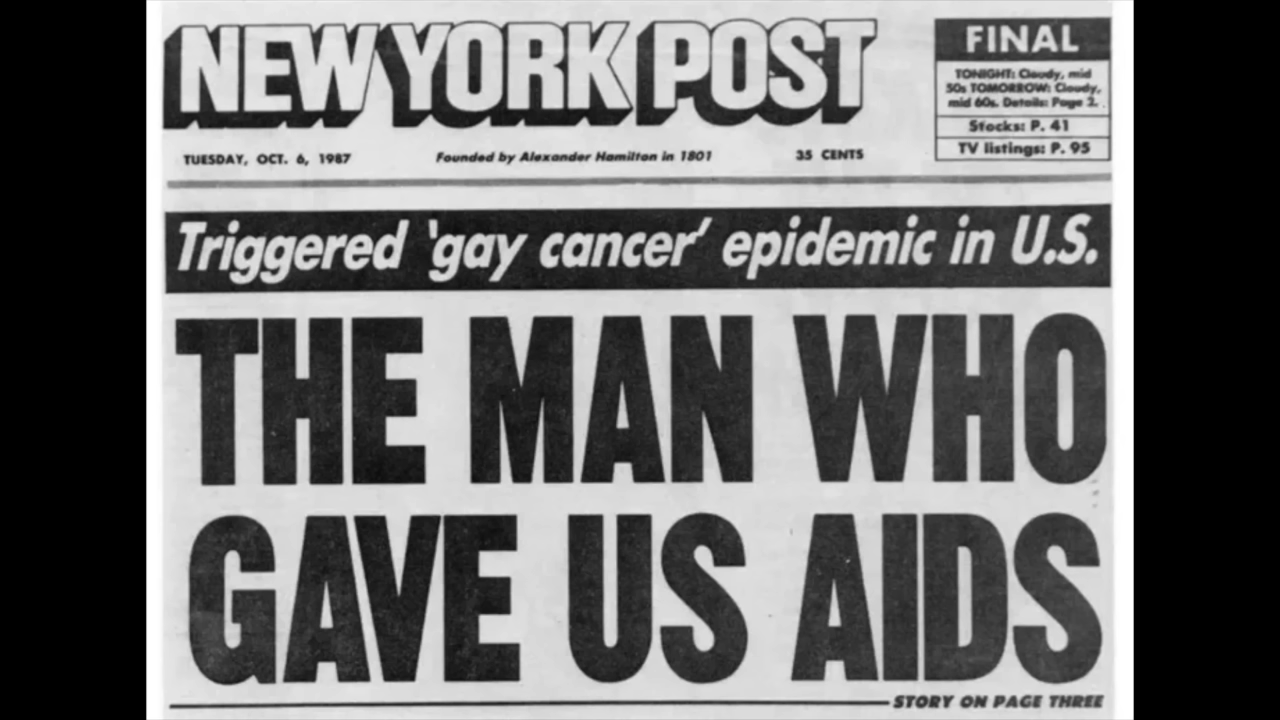 NEW YORK POST
FINAL
TONIGHT: Cloudy, mid
50s TOMORROW: Cloudy,
mid 60s. Details: Page 2.
Stocks: P. 41
TV listings: P. 95
TUESDAY, OCT. 6, 1987
Founded by Alexander Hamilton in 1801
35 CENTS
Triggered 'gay cancer' epidemic in U.S.
THE MAN WHO
GAVE US AIDS
STORY ON PAGE THREE